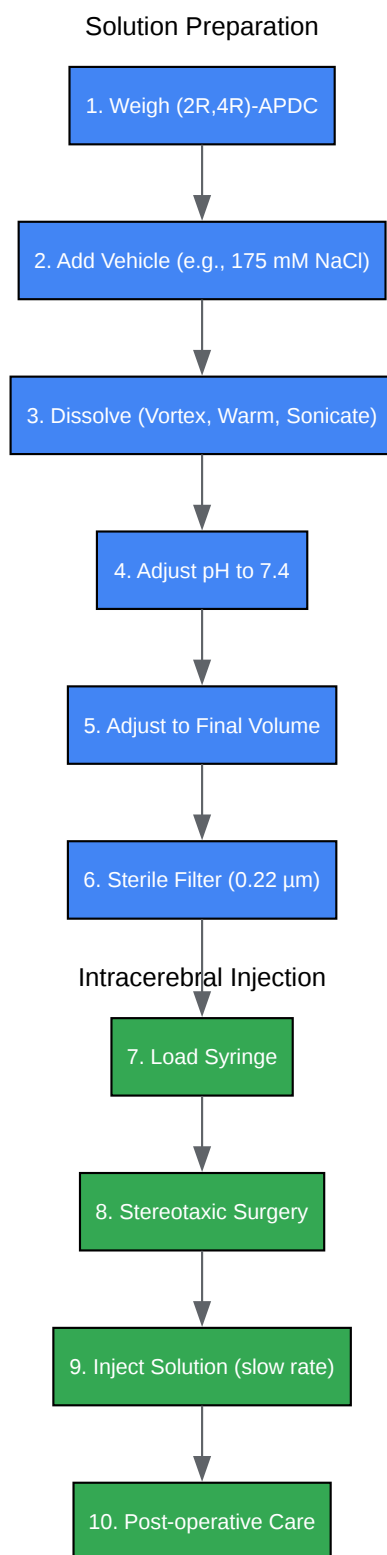 Solution Preparation
1. Weigh (2R,4R)-APDC
2. Add Vehicle (e.g., 175 mM NaCl)
3. Dissolve (Vortex, Warm, Sonicate)
4. Adjust pH to 7.4
5. Adjust to Final Volume
6. Sterile Filter (0.22 µm)
Intracerebral Injection
7. Load Syringe
8. Stereotaxic Surgery
9. Inject Solution (slow rate)
10. Post-operative Care